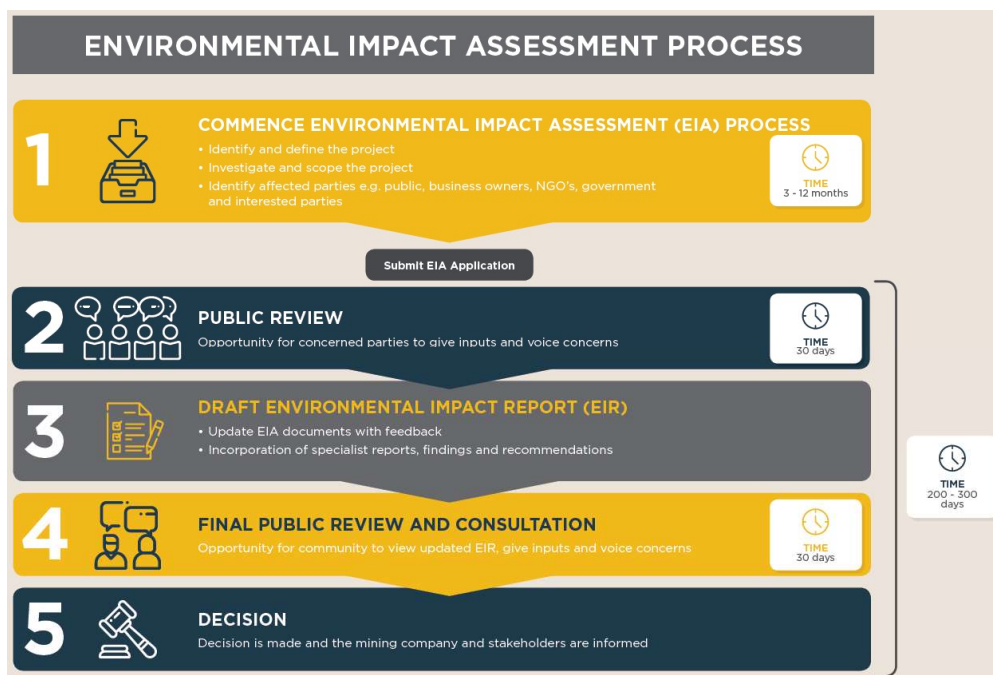 ENVIRONMENTAL IMPACT ASSESSMENT PROCESS
1
COMMENCE ENVIRONMENTAL IMPACT ASSESSMENT (EIA) PROCESS
• Identify and define the project
• Investigate and scope the project
• Identify affected parties e.g. public, business owners, NGO's, government
and interested parties
TIME
3 - 12 months
Submit EIA Application
2
PUBLIC REVIEW
Opportunity for concerned parties to give inputs and voice concerns
TIME
30 days
3
DRAFT ENVIRONMENTAL IMPACT REPORT (EIR)
• Update EIA documents with feedback
• Incorporation of specialist reports, findings and recommendations
4
FINAL PUBLIC REVIEW AND CONSULTATION
Opportunity for community to view updated EIR, give inputs and voice concerns
TIME
30 days
5
DECISION
Decision is made and the mining company and stakeholders are informed
TIME
200 - 300
days